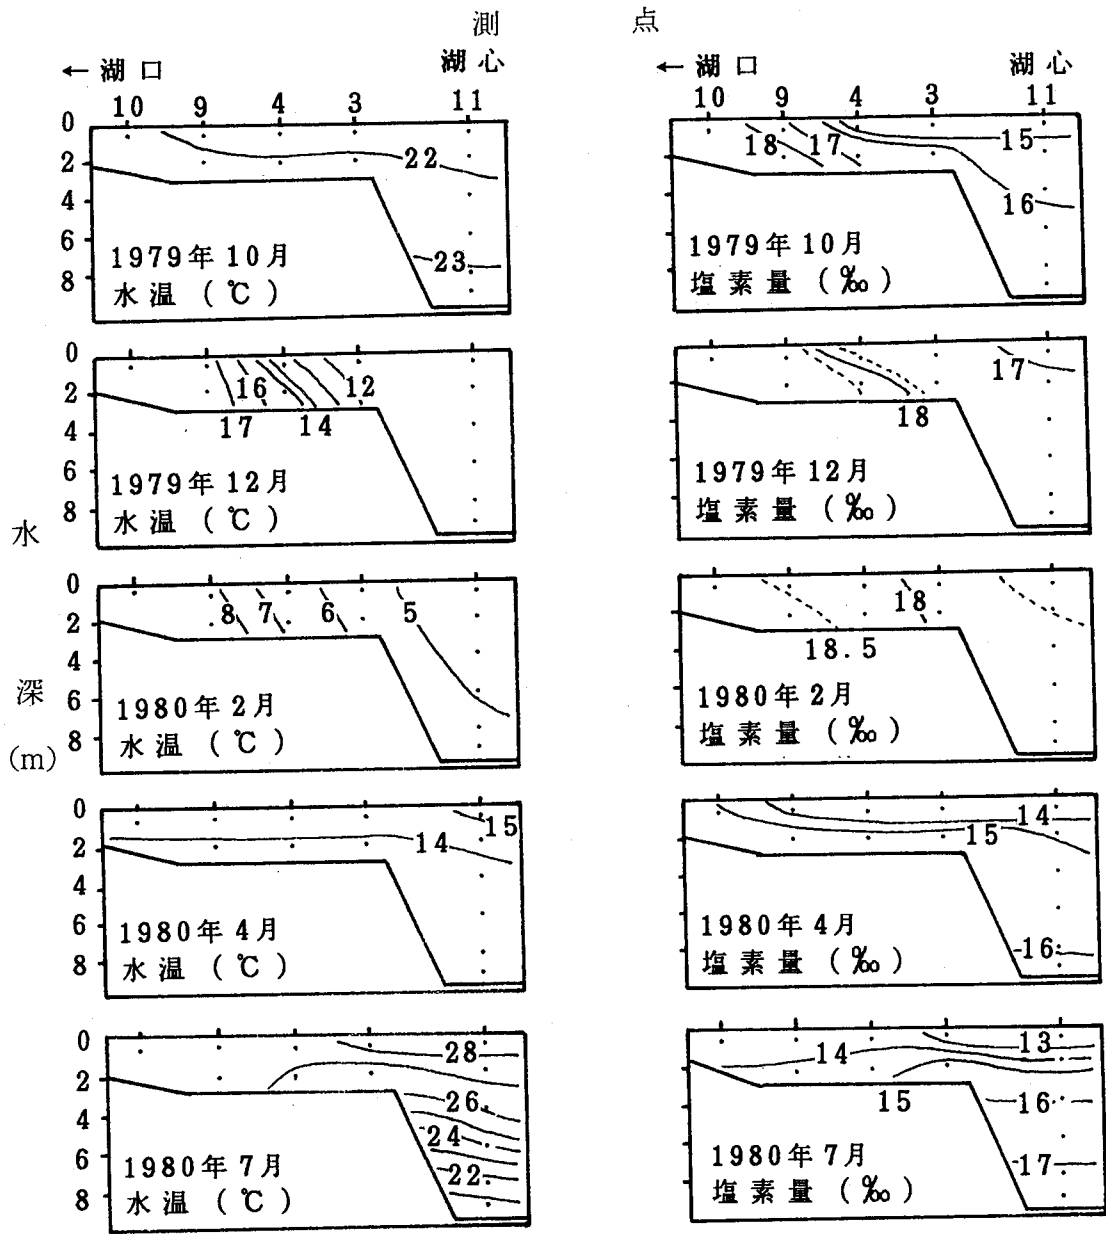 測 点
←湖口 湖心
10 9 4 3 11
0
2
4
6
8
22
23
1979年10月
水温(℃)
←湖口 湖心
10 9 4 3 11
18 17 15
16
1979年10月
塩素量(‰)
0
2
4
6
8
16 12
17 14
1979年12月
水温(℃)
17
18
1979年12月
塩素量(‰)
水
深
(m)
0
2
4
6
8
8 7 6 5
1980年2月
水温(℃)
18
18.5
1980年2月
塩素量(‰)
0
2
4
6
8
15
14
1980年4月
水温(℃)
14
15
16
1980年4月
塩素量(‰)
0
2
4
6
8
28
26
24
22
1980年7月
水温(℃)
14 13
15 16
17
1980年7月
塩素量(‰)